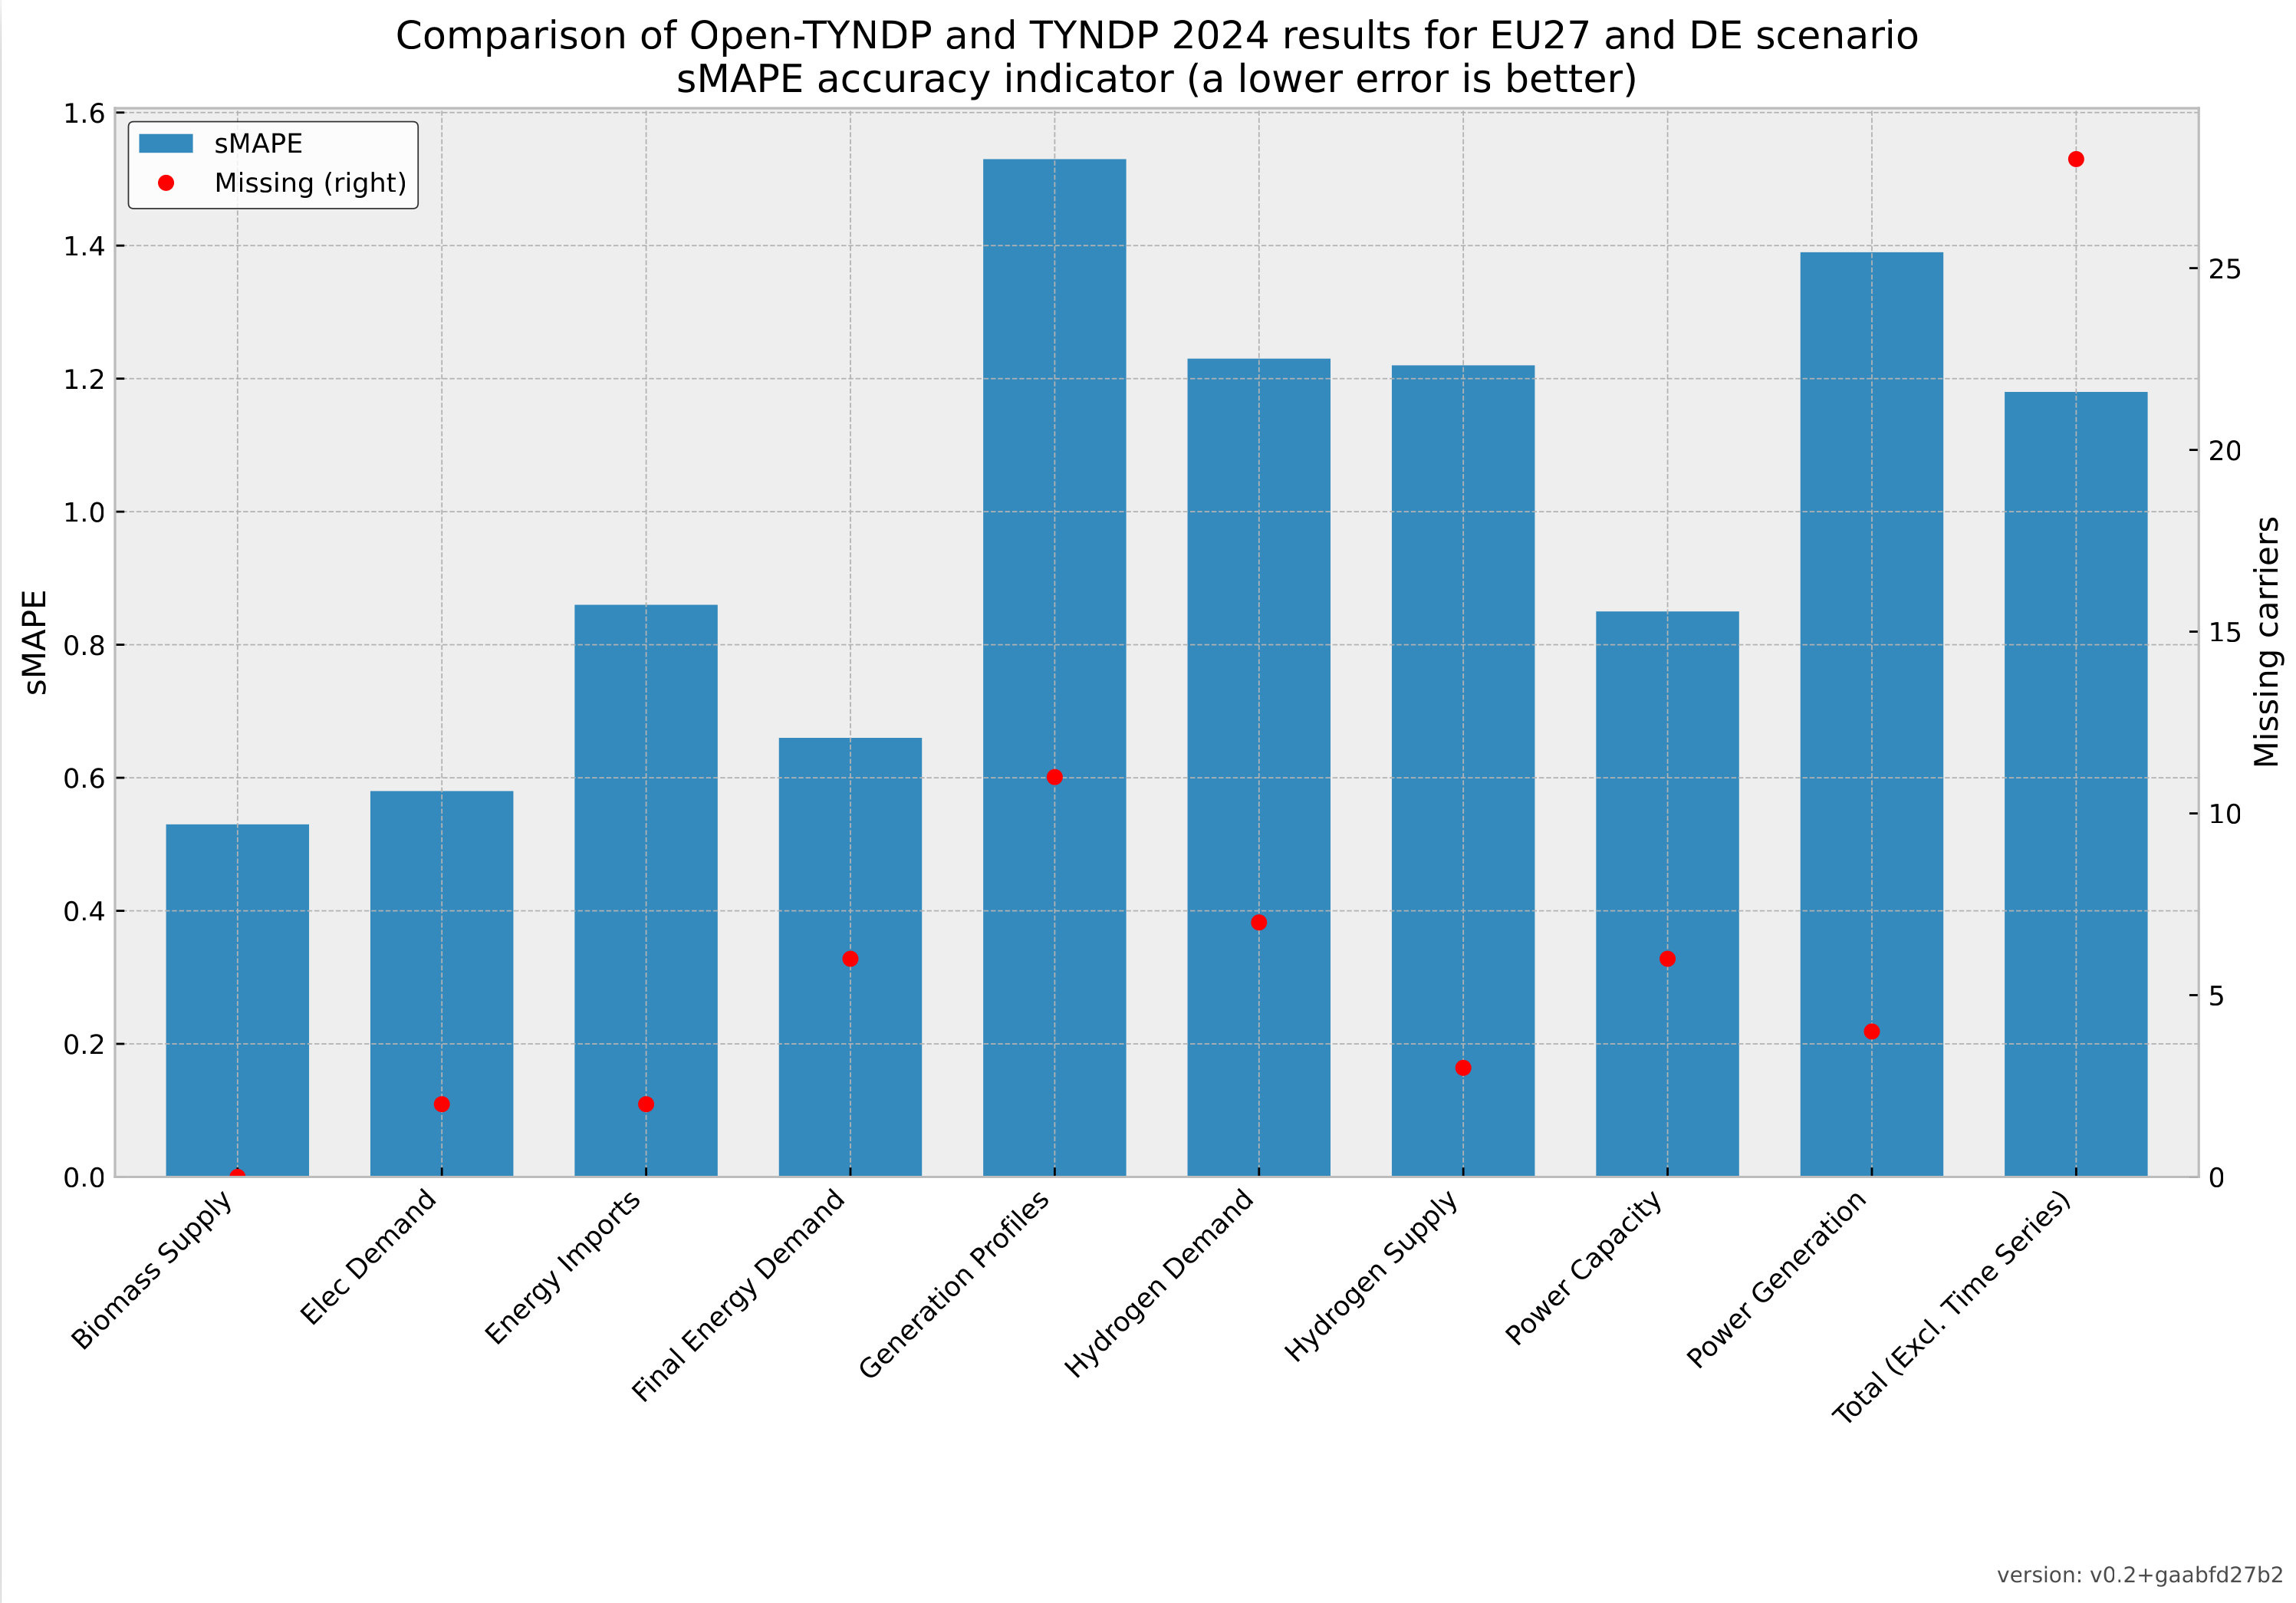 Comparison of Open-TYNDP and TYNDP 2024 results for EU27 and DE scenario
sMAPE accuracy indicator (a lower error is better)
sMAPE
Missing (right)
1.6
1.4
1.2
1.0
0.8
0.6
0.4
0.2
0.0
sMAPE
25
20
15
10
5
0
Missing carriers
Biomass Supply
Elec Demand
Energy Imports
Final Energy Demand
Generation Profiles
Hydrogen Demand
Hydrogen Supply
Power Capacity
Power Generation
Total (Excl. Time Series)
version: v0.2+gaabfd27b2